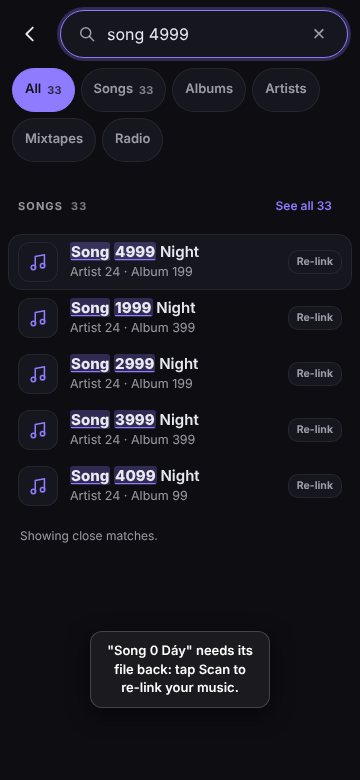 song 4999
All 33
Songs 33
Albums
Artists
Mixtapes
Radio
SONGS 33
See all 33
Song 4999 Night
Artist 24 · Album 199
Re-link
Song 1999 Night
Artist 24 · Album 399
Re-link
Song 2999 Night
Artist 24 · Album 199
Re-link
Song 3999 Night
Artist 24 · Album 399
Re-link
Song 4099 Night
Artist 24 · Album 99
Re-link
Showing close matches.
"Song 0 Dáy" needs its
file back: tap Scan to
re-link your music.